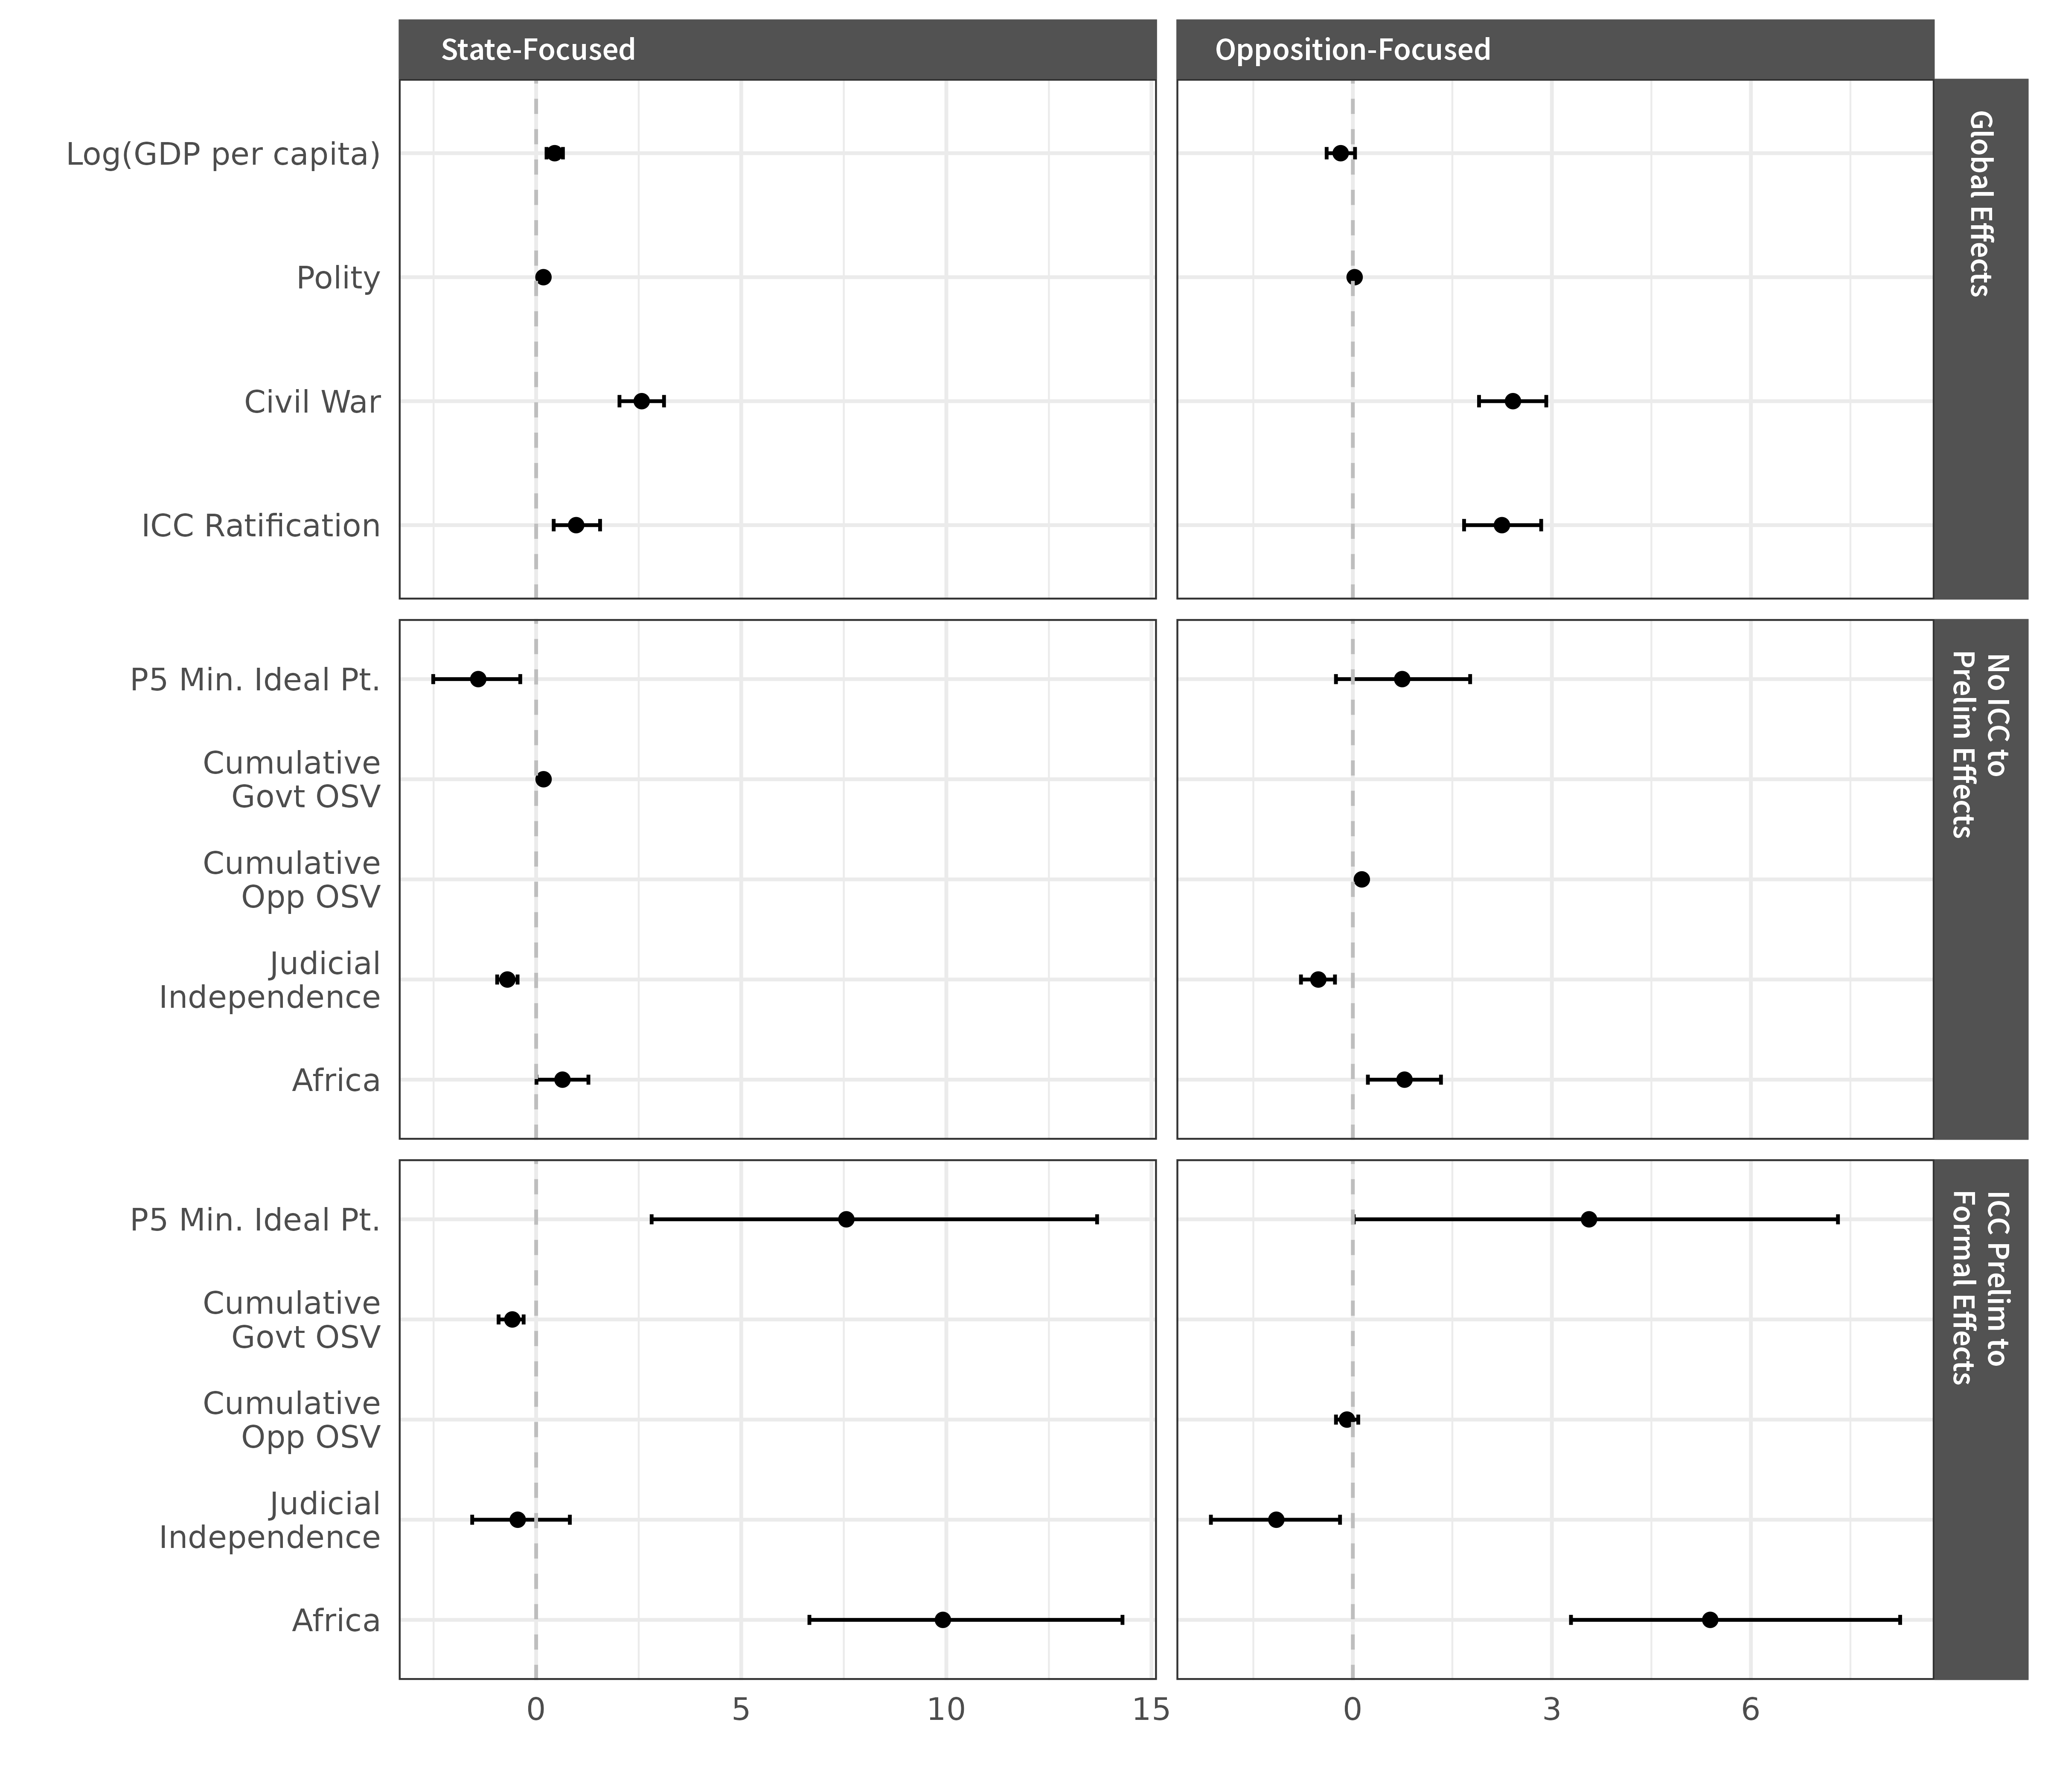 State-Focused
Opposition-Focused
Log(GDP per capita)
Polity
Civil War
ICC Ratification
Global Effects
P5 Min. Ideal Pt.
Cumulative
Govt OSV
Cumulative
Opp OSV
Judicial
Independence
Africa
No ICC to
Prelim Effects
P5 Min. Ideal Pt.
Cumulative
Govt OSV
Cumulative
Opp OSV
Judicial
Independence
Africa
ICC Prelim to
Formal Effects
0 5 10 15
0 3 6